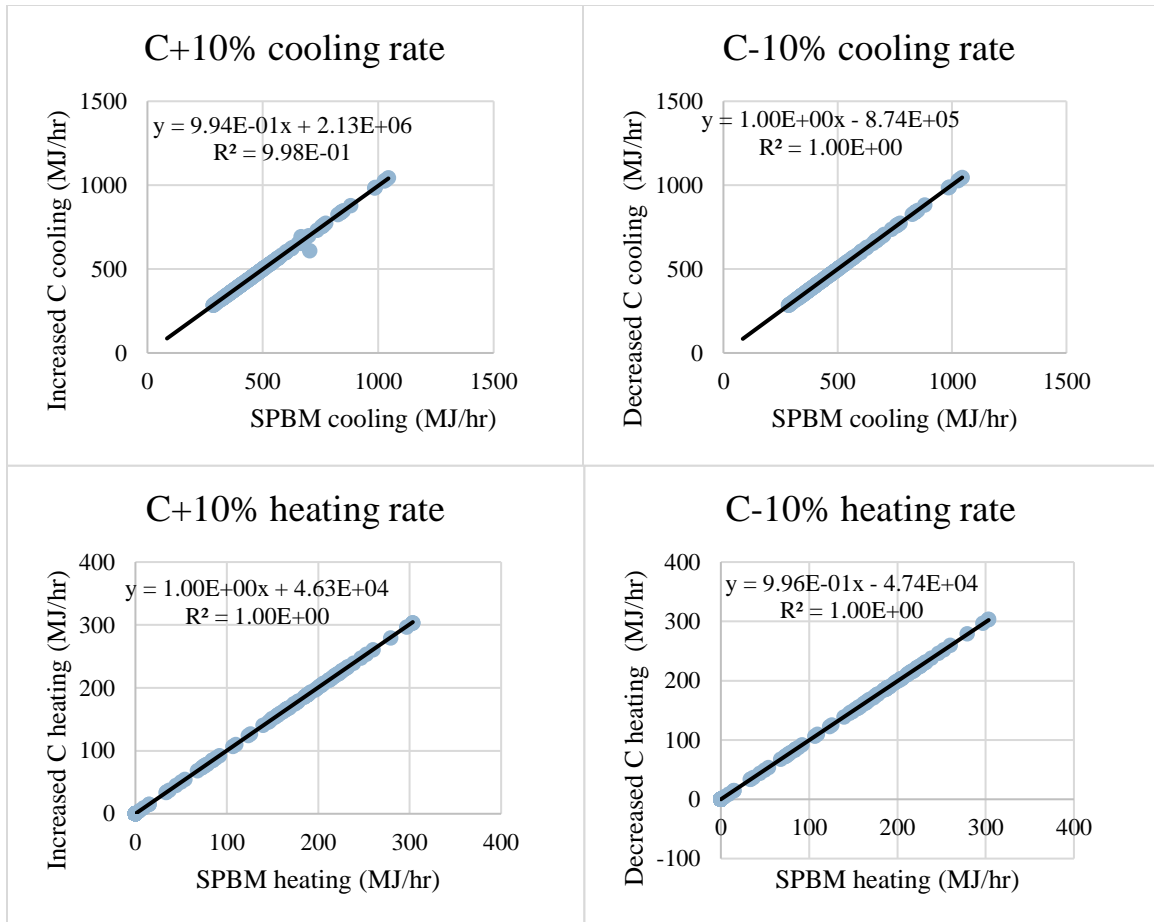 C+10% cooling rate
Increased C cooling (MJ/hr)
1500
1000
500
0
y = 9.94E-01x + 2.13E+06
R² = 9.98E-01
0 500 1000 1500
SPBM cooling (MJ/hr)
C-10% cooling rate
Decreased C cooling (MJ/hr)
1500
1000
500
0
y = 1.00E+00x - 8.74E+05
R² = 1.00E+00
0 500 1000 1500
SPBM cooling (MJ/hr)
C+10% heating rate
Increased C heating (MJ/hr)
400
300
200
100
0
y = 1.00E+00x + 4.63E+04
R² = 1.00E+00
0 100 200 300 400
SPBM heating (MJ/hr)
C-10% heating rate
Decreased C heating (MJ/hr)
400
300
200
100
0
-100
y = 9.96E-01x - 4.74E+04
R² = 1.00E+00
0 100 200 300 400
SPBM heating (MJ/hr)